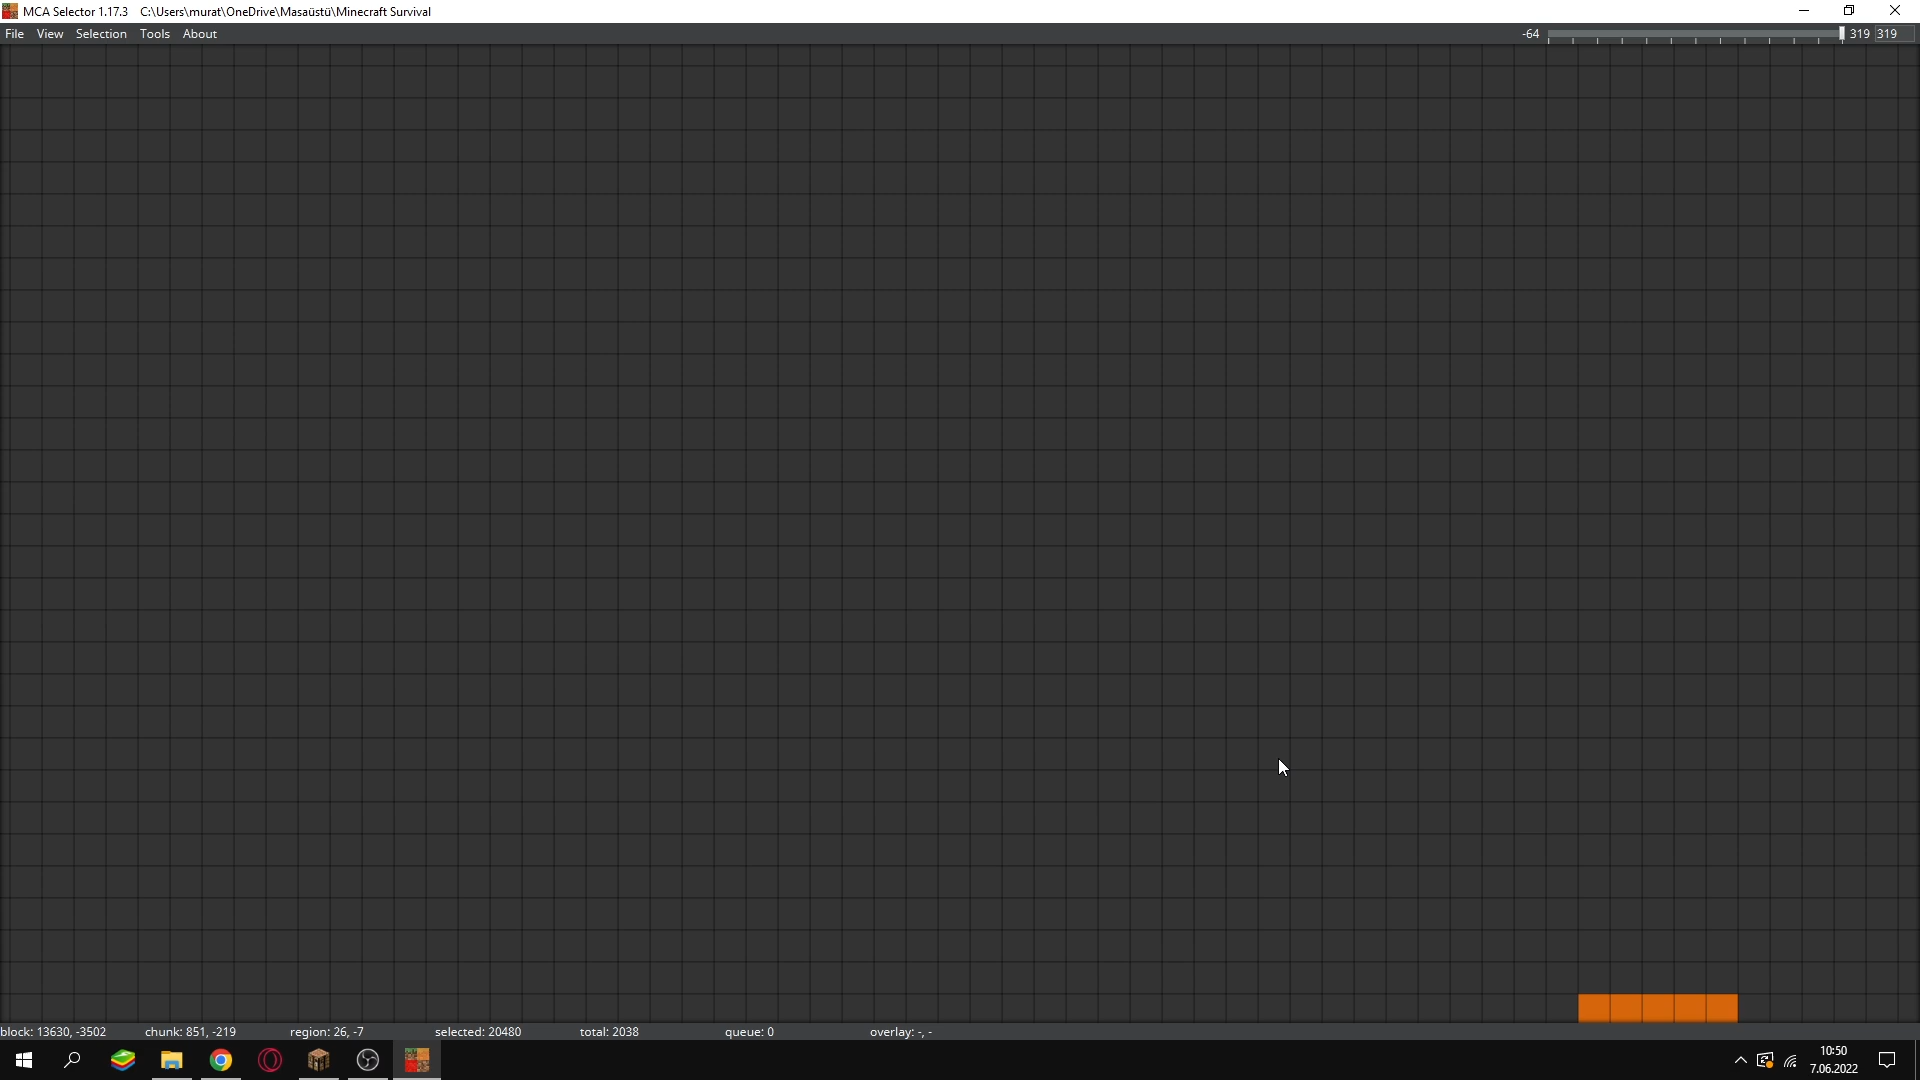 MCA Selector 1.17.3 C:\Users\murat\OneDrive\Masaüstü\Minecraft Survival
File View Selection Tools About -64 319 319
block: 13630, -3502 chunk: 851, -219 region: 26, -7 selected: 20480 total: 2038 queue: 0 overlay: -, -
10:50
7.06.2022